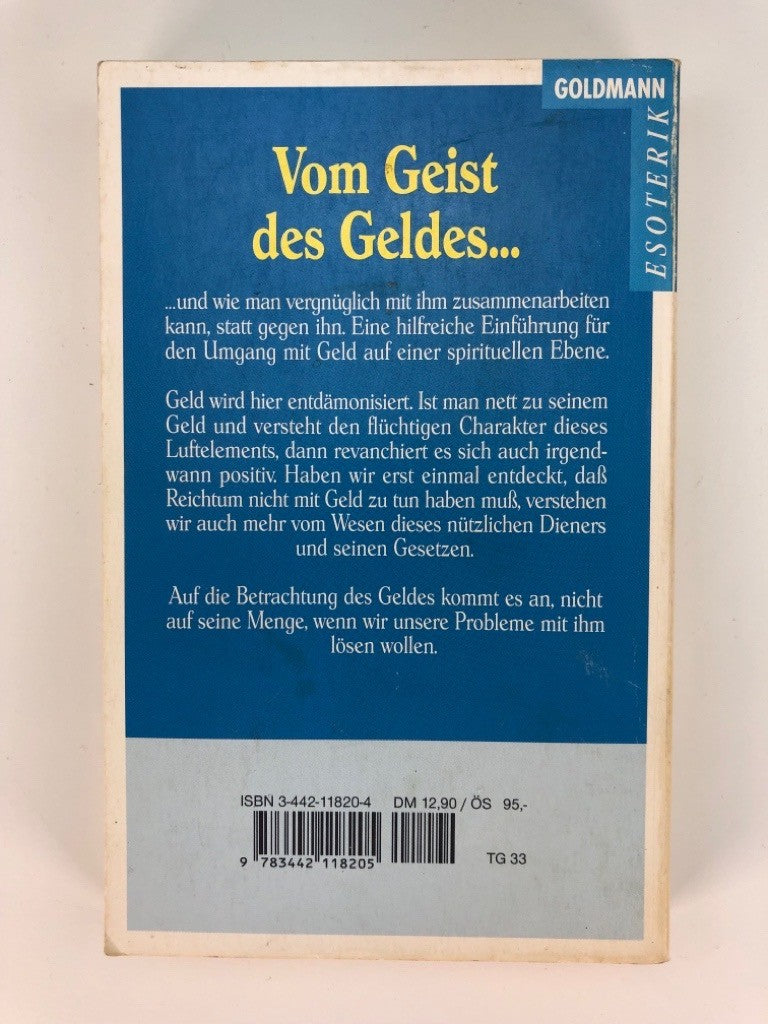 GOLDMANN
ESOTERIK
Vom Geist
des Geldes...
...und wie man vergnüglich mit ihm zusammenarbeiten
kann, statt gegen ihn. Eine hilfreiche Einführung für
den Umgang mit Geld auf einer spirituellen Ebene.
Geld wird hier entdämonisiert. Ist man nett zu seinem
Geld und versteht den flüchtigen Charakter dieses
Luftelements, dann revanchiert es sich auch irgend-
wann positiv. Haben wir erst einmal entdeckt, daß
Reichtum nicht mit Geld zu tun haben muß, verstehen
wir auch mehr vom Wesen dieses nützlichen Dieners
und seinen Gesetzen.
Auf die Betrachtung des Geldes kommt es an, nicht
auf seine Menge, wenn wir unsere Probleme mit ihm
lösen wollen.
ISBN 3-442-11820-4 DM 12,90 / ÖS 95,-
9 783442 118205
TG 33